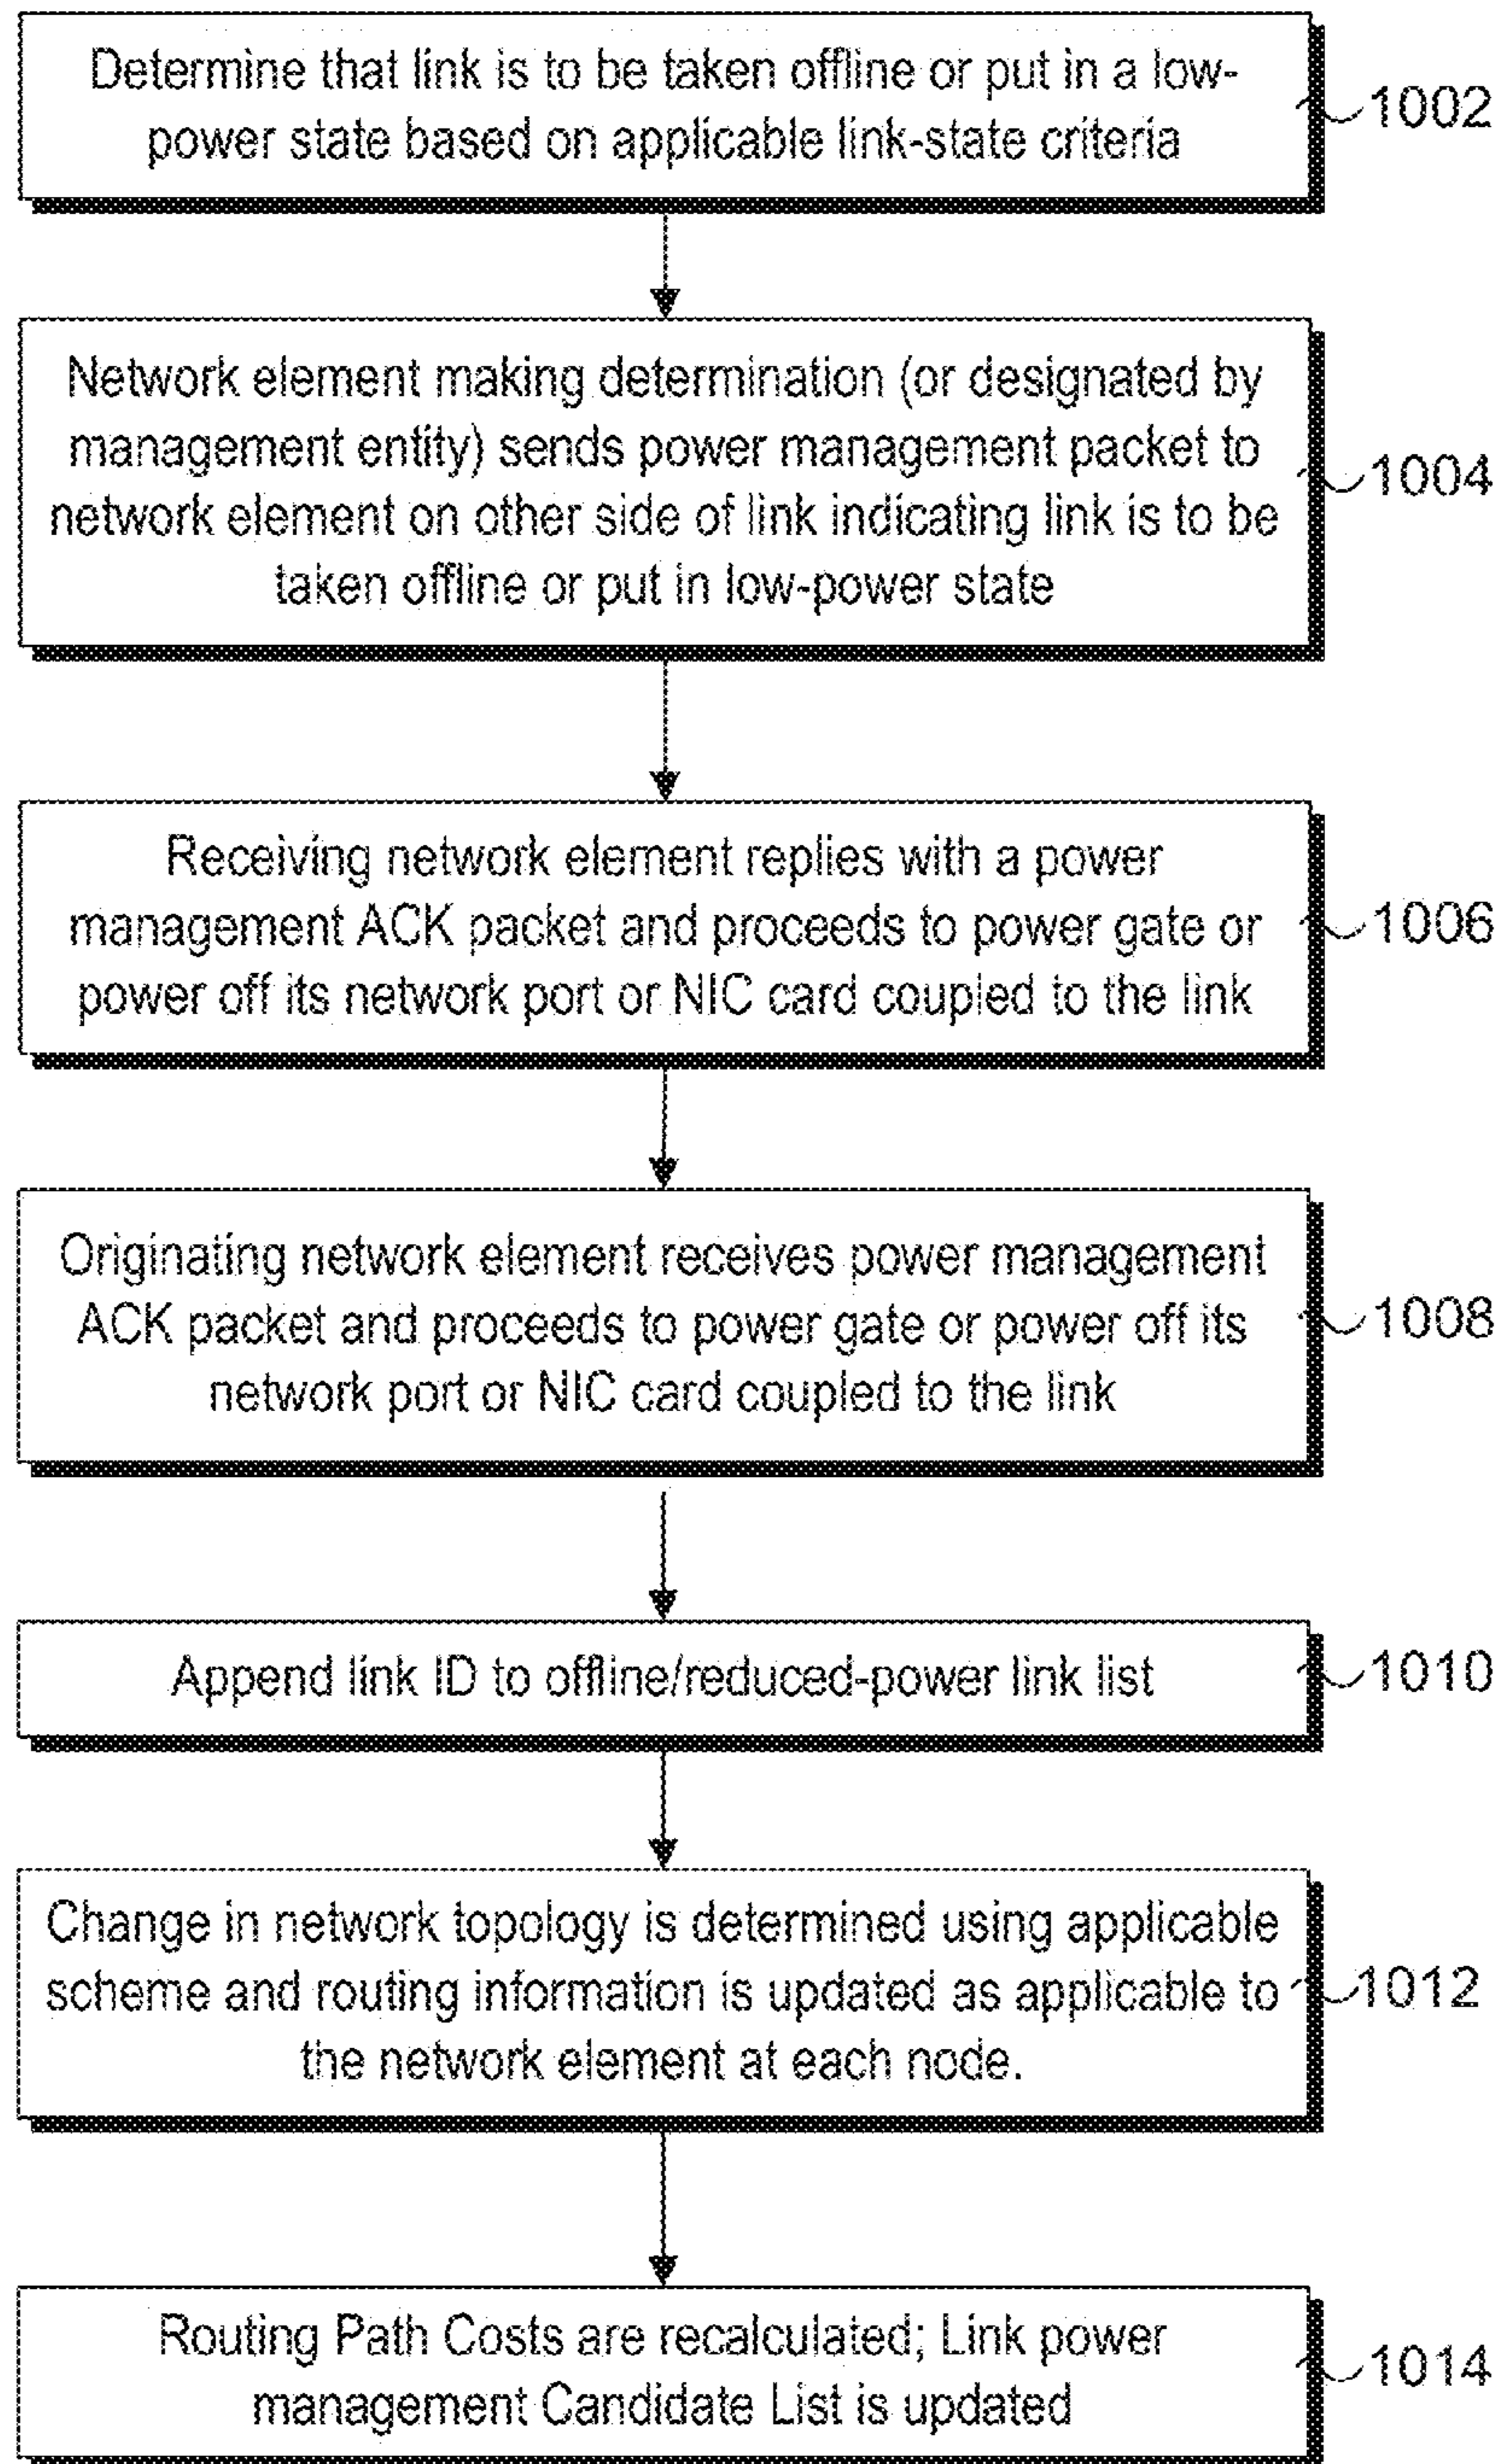 Determine that link is to be taken offline or put in a low-
power state based on applicable link-state criteria
1002
Network element making determination (or designated by
management entity) sends power management packet to
network element on other side of link indicating link is to be
taken offline or put in low-power state
1004
Receiving network element replies with a power
management ACK packet and proceeds to power gate or
power off its network port or NIC card coupled to the link
1006
Originating network element receives power management
ACK packet and proceeds to power gate or power off its
network port or NIC card coupled to the link
1008
Append link ID to offline/reduced-power link list
1010
Change in network topology is determined using applicable
scheme and routing information is updated as applicable to
the network element at each node.
1012
Routing Path Costs are recalculated; Link power
management Candidate List is updated
1014